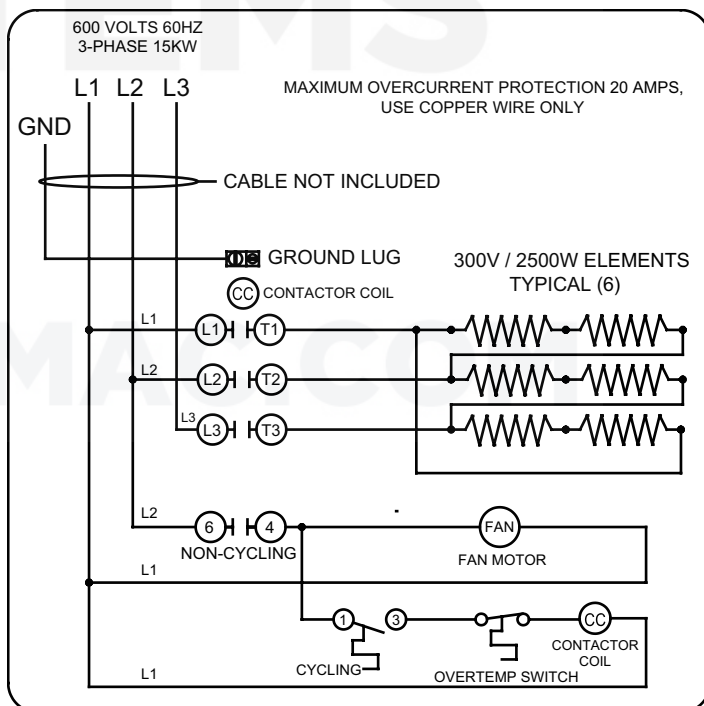 600 VOLTS 60HZ
3-PHASE 15KW
L1 L2 L3
MAXIMUM OVERCURRENT PROTECTION 20 AMPS,
USE COPPER WIRE ONLY
GND
CABLE NOT INCLUDED
GROUND LUG
300V / 2500W ELEMENTS
TYPICAL (6)
CC CONTACTOR COIL
L1 L1 T1
L2 L2 T2
L3 L3 T3
L2 6 4 FAN
NON-CYCLING
FAN MOTOR
L1
1 3 CC
CONTACTOR
COIL
CYCLING
OVERTEMP SWITCH
L1